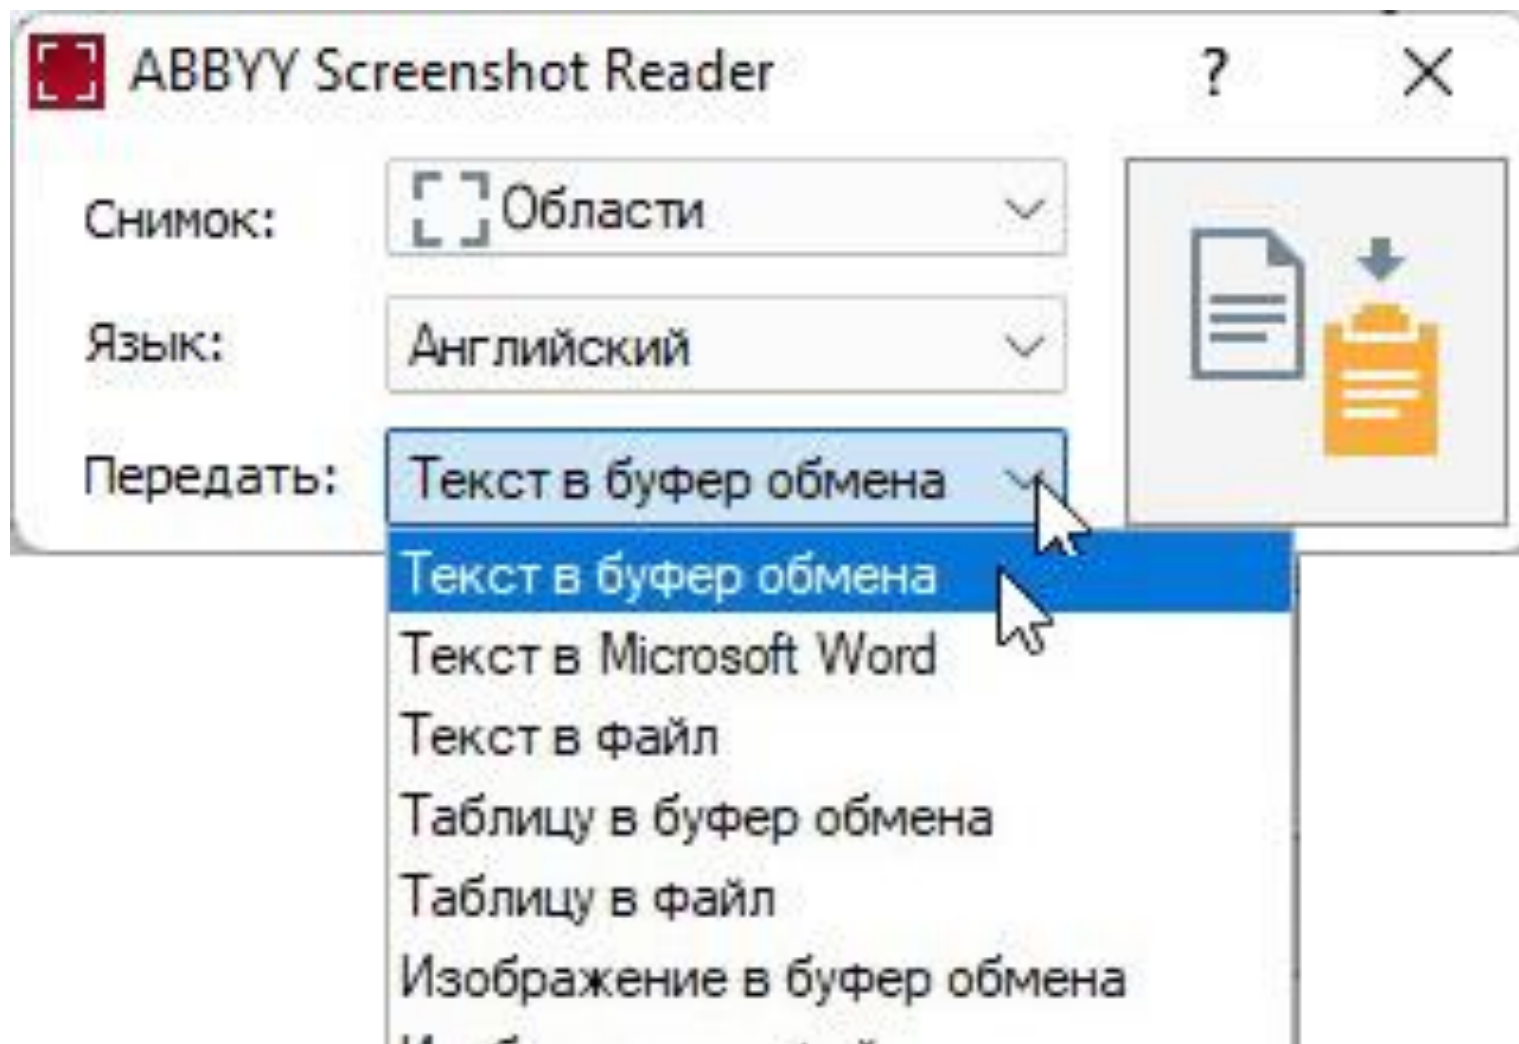 ABBYY Screenshot Reader ?
Снимок: Области
Язык: Английский
Передать: Текст в буфер обмена
Текст в буфер обмена
Текст в Microsoft Word
Текст в файл
Таблицу в буфер обмена
Таблицу в файл
Изображение в буфер обмена